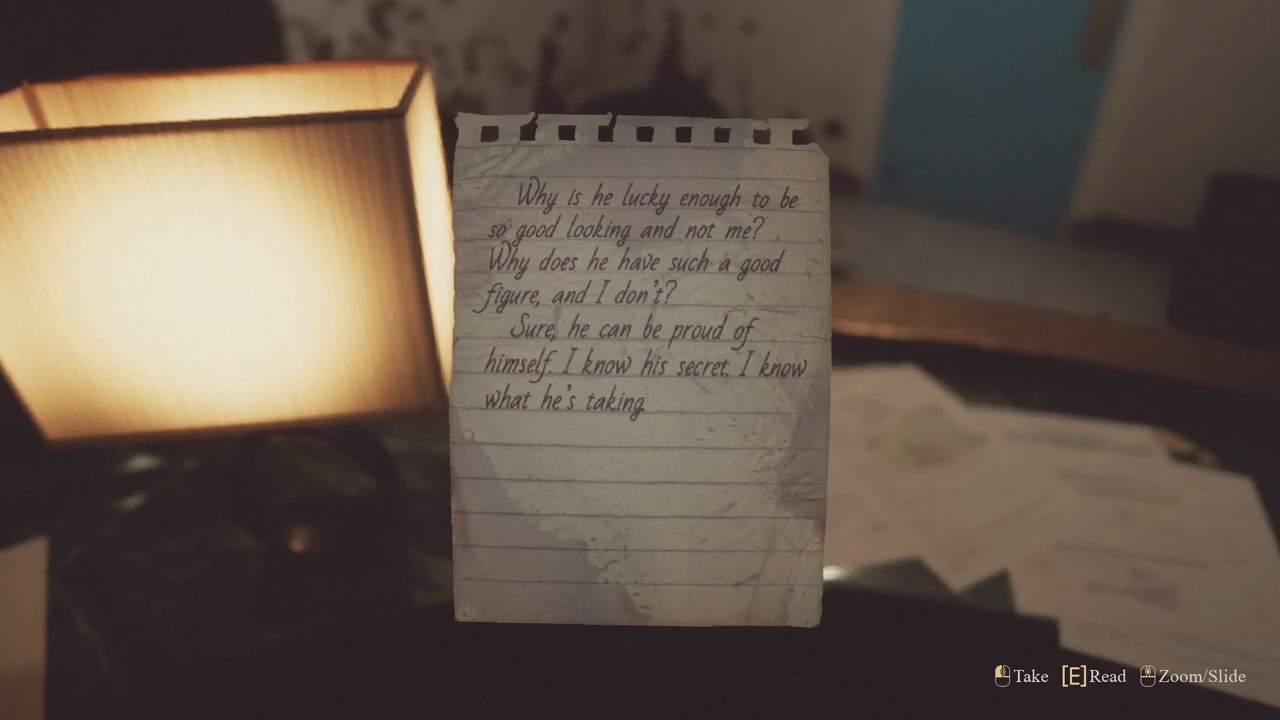 Why is he lucky enough to be
so good looking and not me?
Why does he have such a good
figure, and I don't?
Sure, he can be proud of
himself. I know his secret. I know
what he's taking.
Take [E]Read Zoom/Slide